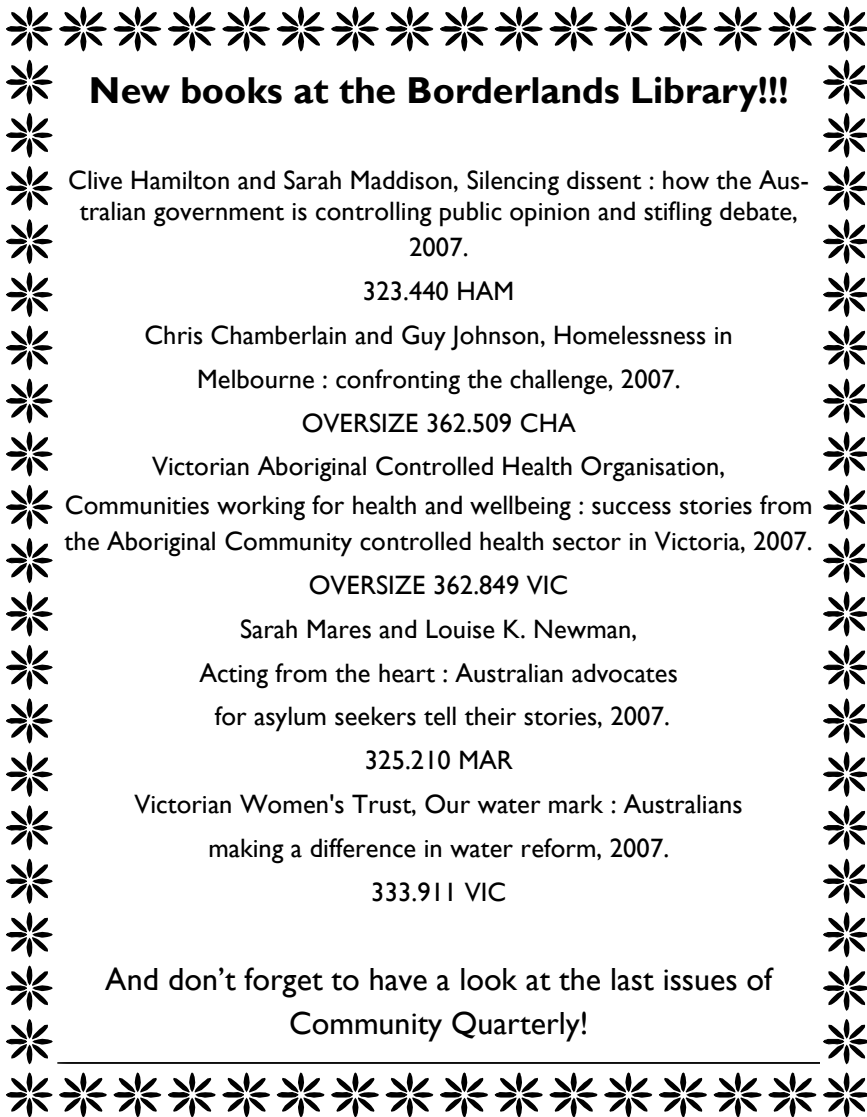 New books at the Borderlands Library!!!
Clive Hamilton and Sarah Maddison, Silencing dissent : how the Aus-
tralian government is controlling public opinion and stifling debate,
2007.
323.440 HAM
Chris Chamberlain and Guy Johnson, Homelessness in
Melbourne : confronting the challenge, 2007.
OVERSIZE 362.509 CHA
Victorian Aboriginal Controlled Health Organisation,
Communities working for health and wellbeing : success stories from
the Aboriginal Community controlled health sector in Victoria, 2007.
OVERSIZE 362.849 VIC
Sarah Mares and Louise K. Newman,
Acting from the heart : Australian advocates
for asylum seekers tell their stories, 2007.
325.210 MAR
Victorian Women's Trust, Our water mark : Australians
making a difference in water reform, 2007.
333.911 VIC
And don’t forget to have a look at the last issues of
Community Quarterly!